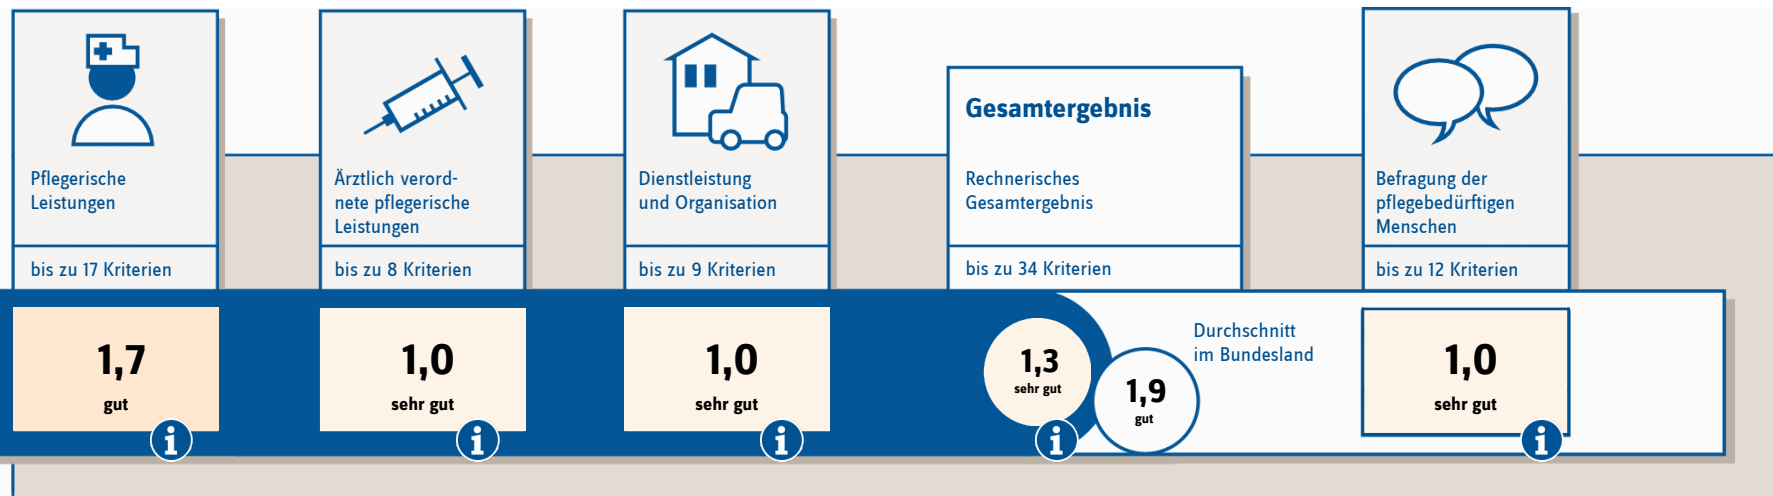 Pflegerische
Leistungen
bis zu 17 Kriterien
1,7
gut
Ärztlich verord-
nete pflegerische
Leistungen
bis zu 8 Kriterien
1,0
sehr gut
Dienstleistung
und Organisation
bis zu 9 Kriterien
1,0
sehr gut
Gesamtergebnis
Rechnerisches
Gesamtergebnis
bis zu 34 Kriterien
1,3
sehr gut
Durchschnitt
im Bundesland
1,9
gut
Befragung der
pflegebedürftigen
Menschen
bis zu 12 Kriterien
1,0
sehr gut